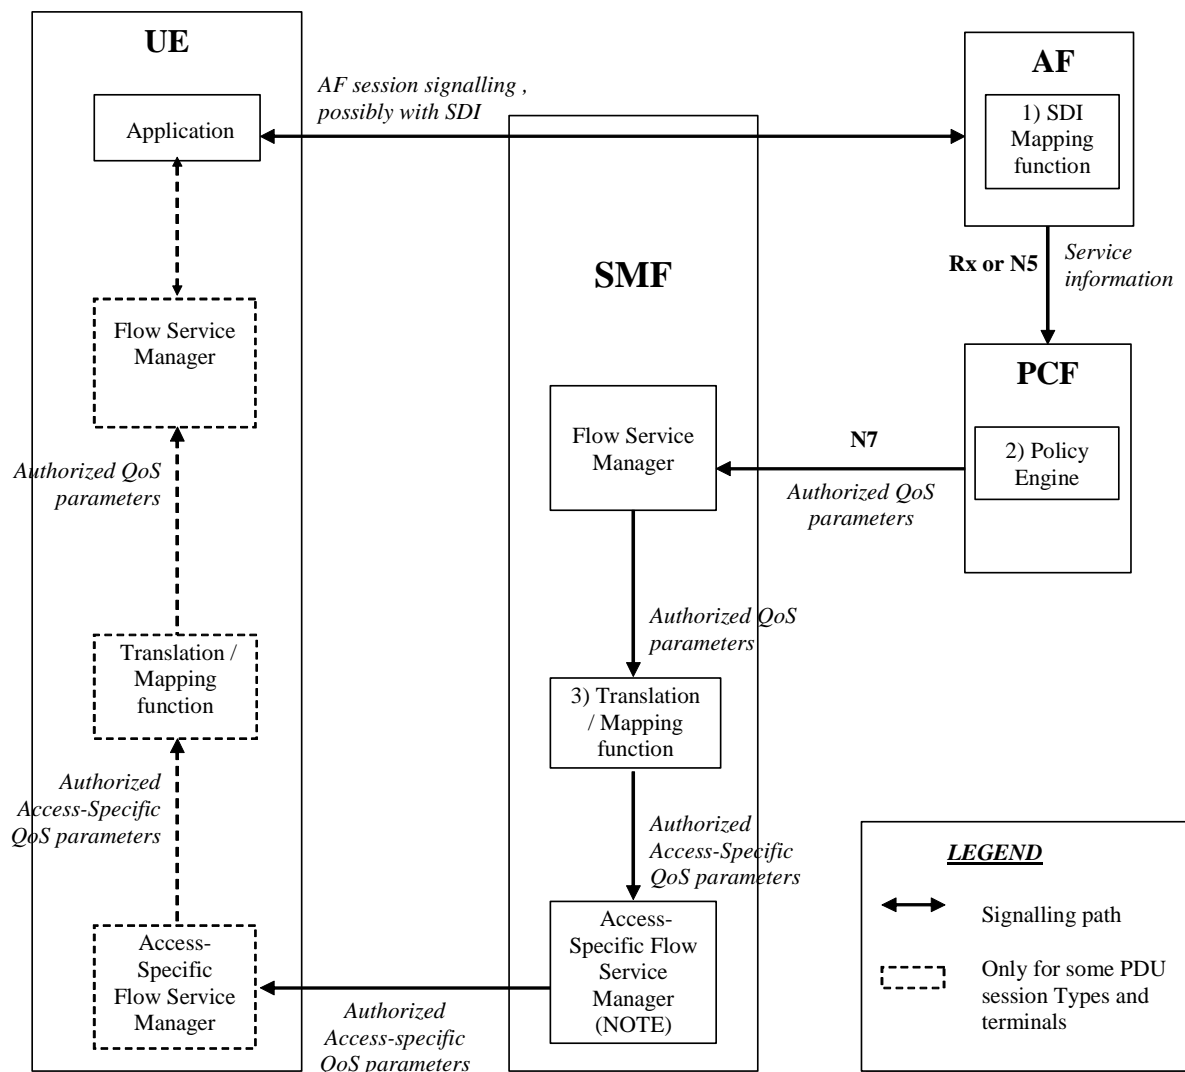 UE
AF session signalling ,
possibly with SDI
AF
Application
1) SDI
Mapping
function
Rx or N5
Service
information
SMF
Flow Service
Manager
PCF
Flow Service
Manager
N7
2) Policy
Engine
Authorized QoS
parameters
Authorized QoS
parameters
Authorized QoS
parameters
Translation /
Mapping
function
3) Translation
/ Mapping
function
Authorized
Access-Specific
QoS parameters
Authorized
Access-Specific
QoS parameters
LEGEND
Signalling path
Only for some PDU
session Types and
terminals
Access-
Specific
Flow Service
Manager
Access-
Specific Flow
Service
Manager
(NOTE)
Authorized
Access-specific
QoS parameters